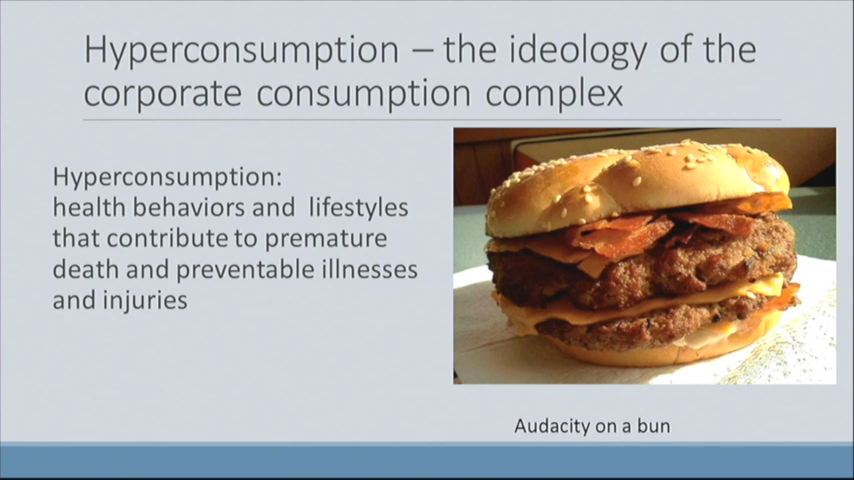 Hyperconsumption – the ideology of the
corporate consumption complex
Hyperconsumption:
health behaviors and  lifestyles
that contribute to premature
death and preventable illnesses
and injuries
Audacity on a bun